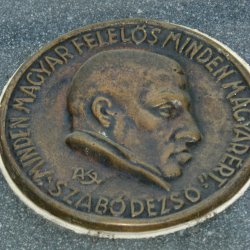 „MINDEN MAGYAR FELELŐS MINDEN MAGYARÉRT”
SZABÓ DEZSŐ